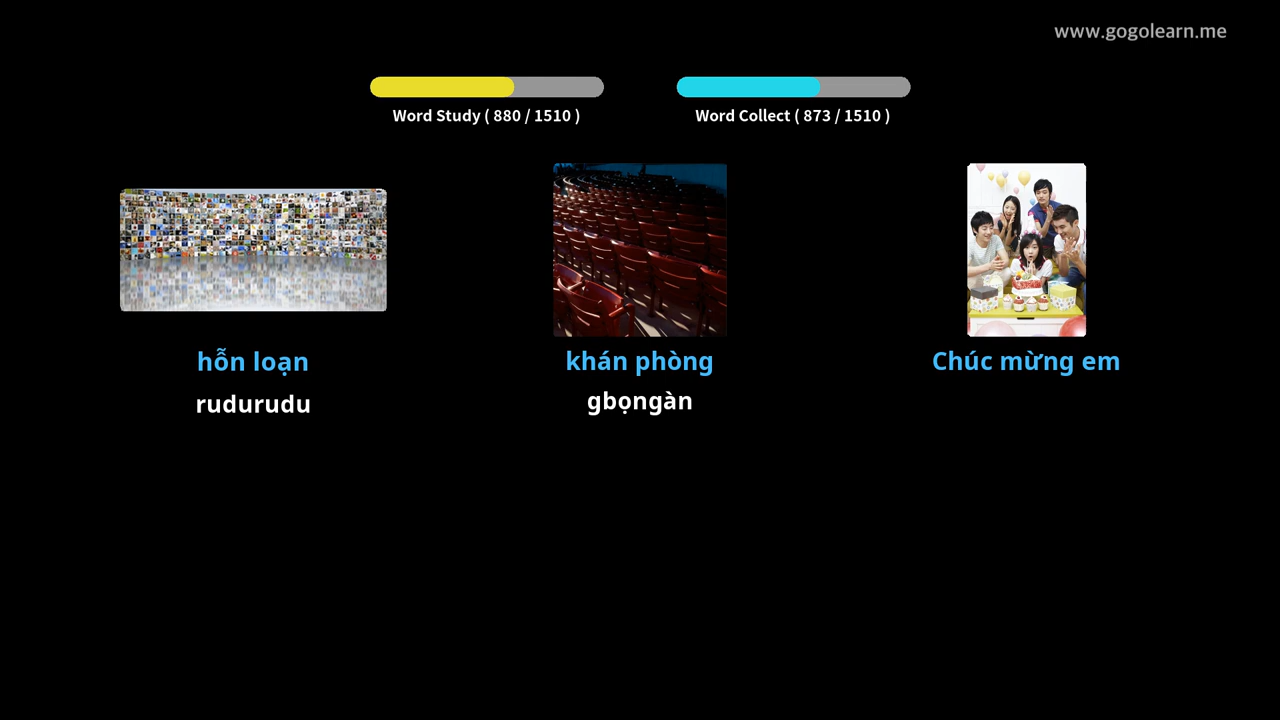 www.gogolearn.me
Word Study ( 880 / 1510 )
Word Collect ( 873 / 1510 )
hỗn loạn
khán phòng
Chúc mừng em
rudurudu
gbọngàn